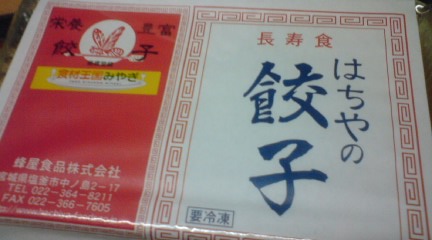 栄養豊富
餃子
食材王国みやぎ
蜂屋食品株式会社
宮城県塩釜市中ノ島2-17
TEL 022-364-8211
FAX 022-366-7605
長寿食
はちやの
餃子
要冷凍